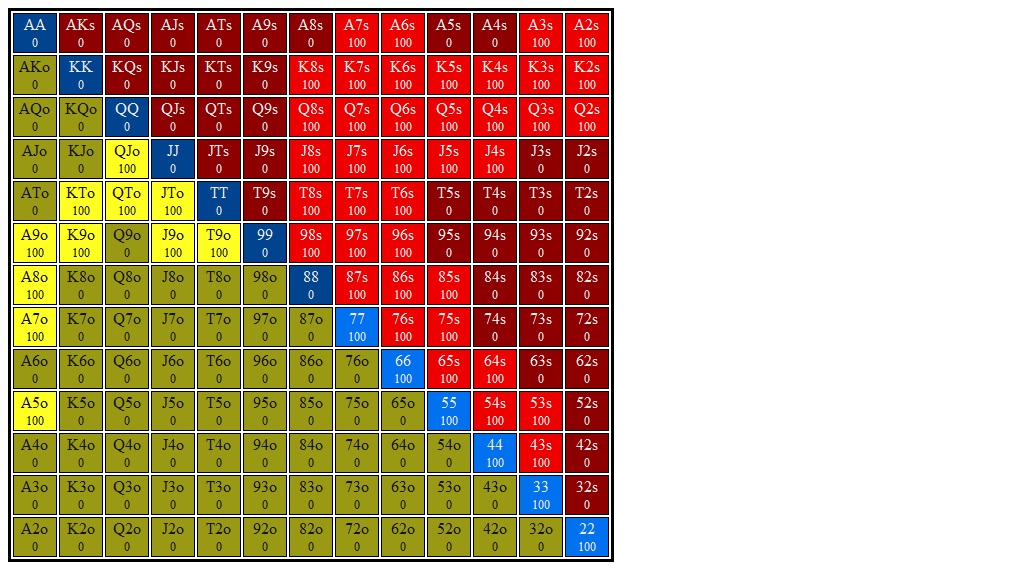 AA AKs AQs AJs ATs A9s A8s A7s A6s A5s A4s A3s A2s
0 0 0 0 0 0 0 100 100 0 0 100 100
AKo KK KQs KJs KTs K9s K8s K7s K6s K5s K4s K3s K2s
0 0 0 0 0 0 100 100 100 100 100 100 100
AQo KQo QQ QJs QTs Q9s Q8s Q7s Q6s Q5s Q4s Q3s Q2s
0 0 0 0 0 0 100 100 100 100 100 100 100
AJo KJo QJo JJ JTs J9s J8s J7s J6s J5s J4s J3s J2s
0 0 100 0 0 0 100 100 100 100 100 0 0
ATo KTo QTo JTo TT T9s T8s T7s T6s T5s T4s T3s T2s
0 100 100 100 0 0 100 100 100 0 0 0 0
A9o K9o Q9o J9o T9o 99 98s 97s 96s 95s 94s 93s 92s
100 100 0 100 100 0 100 100 100 0 0 0 0
A8o K8o Q8o J8o T8o 98o 88 87s 86s 85s 84s 83s 82s
100 0 0 0 0 0 0 100 100 100 0 0 0
A7o K7o Q7o J7o T7o 97o 87o 77 76s 75s 74s 73s 72s
100 0 0 0 0 0 0 100 100 100 0 0 0
A6o K6o Q6o J6o T6o 96o 86o 76o 66 65s 64s 63s 62s
0 0 0 0 0 0 0 0 100 100 100 0 0
A5o K5o Q5o J5o T5o 95o 85o 75o 65o 55 54s 53s 52s
100 0 0 0 0 0 0 0 0 100 100 100 0
A4o K4o Q4o J4o T4o 94o 84o 74o 64o 54o 44 43s 42s
0 0 0 0 0 0 0 0 0 0 100 100 0
A3o K3o Q3o J3o T3o 93o 83o 73o 63o 53o 43o 33 32s
0 0 0 0 0 0 0 0 0 0 0 100 0
A2o K2o Q2o J2o T2o 92o 82o 72o 62o 52o 42o 32o 22
0 0 0 0 0 0 0 0 0 0 0 0 100